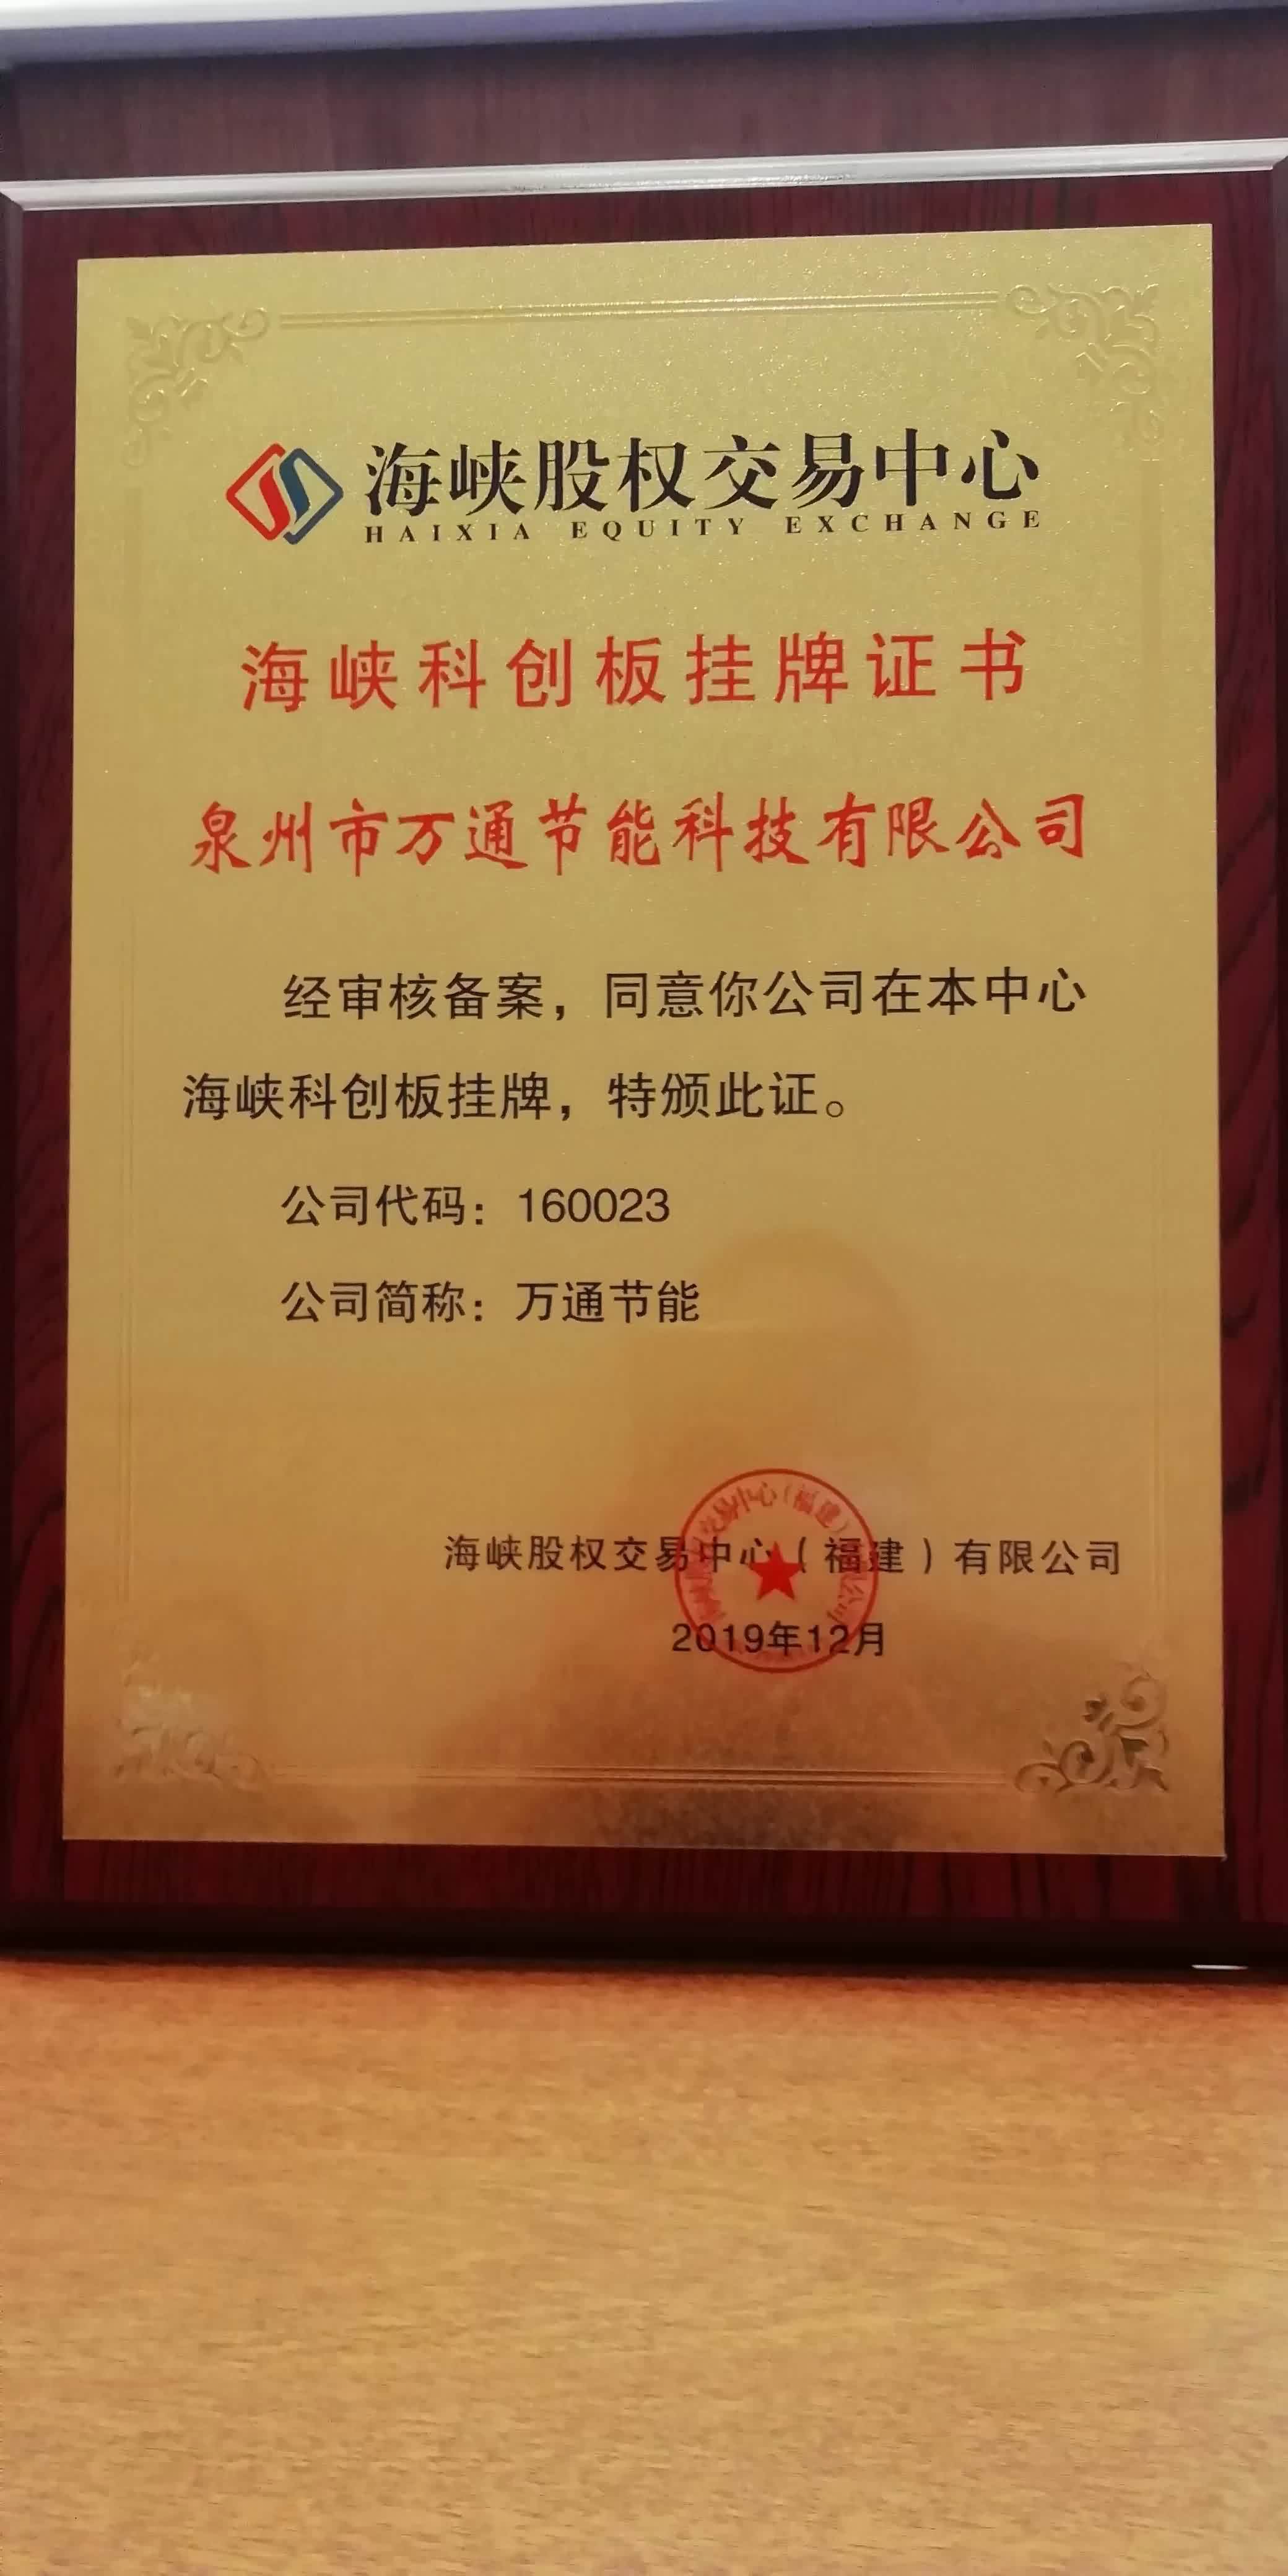 海峡股权交易中心
HAIXIA EQUITY EXCHANGE
海峡科创板挂牌证书
泉州市万通节能科技有限公司
经审核备案，同意你公司在本中心
海峡科创板挂牌，特颁此证。
公司代码：160023
公司简称：万通节能
海峡股权交易中心（福建）有限公司
2019年12月